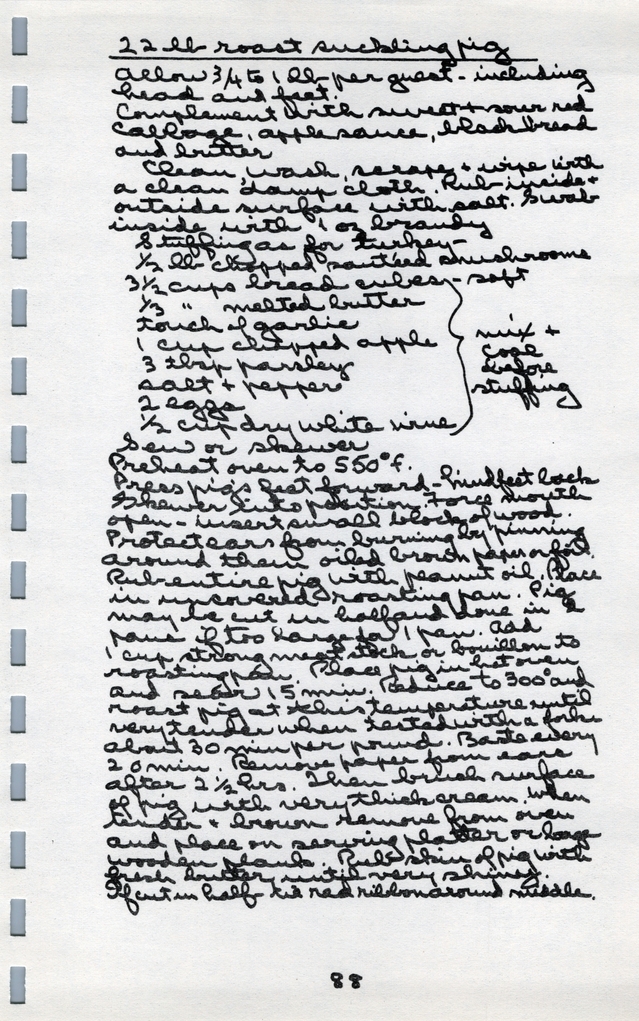 22 lb roast suckling pig
Allow 3/4 to 1 lb per guest - including
head and feet.
Complement with sweet + sour red
cabbage, applesauce, black bread
and butter
Clean, wash, scrape + wipe with
a clean damp cloth. Rub inside +
outside surface with salt. Swab
inside with 1 oz brandy
Stuffing as for turkey -
1/2 lb chopped sautéed mushrooms
3 1/2 cups bread cubes - soft
1/3 " melted butter
touch of garlic
1 cup chopped apple
3 tbsp parsley
salt + pepper
2 eggs
1/2 cup dry white wine
mix +
cool
before
stuffing
Sew or skewer
Preheat oven to 550° f.
Press pigs feet forward - hind feet back
Skewer into position. Force mouth
open - insert small block of wood.
Protect ears from burning by pinning
around them oiled brown paper or foil.
Rub entire pig with peanut oil. Place
in uncovered roasting pan. Pig
may be cut in half and done in 2
pans if too large for 1 pan. Add
1 cup strong meat stock or bouillon to
roasting pan. Place pig in hot oven
and sear 15 min. Reduce to 300° and
roast pig at this temperature until
very tender when tested with a fork -
about 30 min per pound. Baste every
20 min. Remove paper from ears
after 2 1/2 hrs. Then brush surface
of pig with very thick cream. When
tender + brown remove from oven
and place on serving platter or large
wooden plank. Rub skin of pig with
fresh butter until very shiny.
If cut in half - tie red ribbon around middle.
88